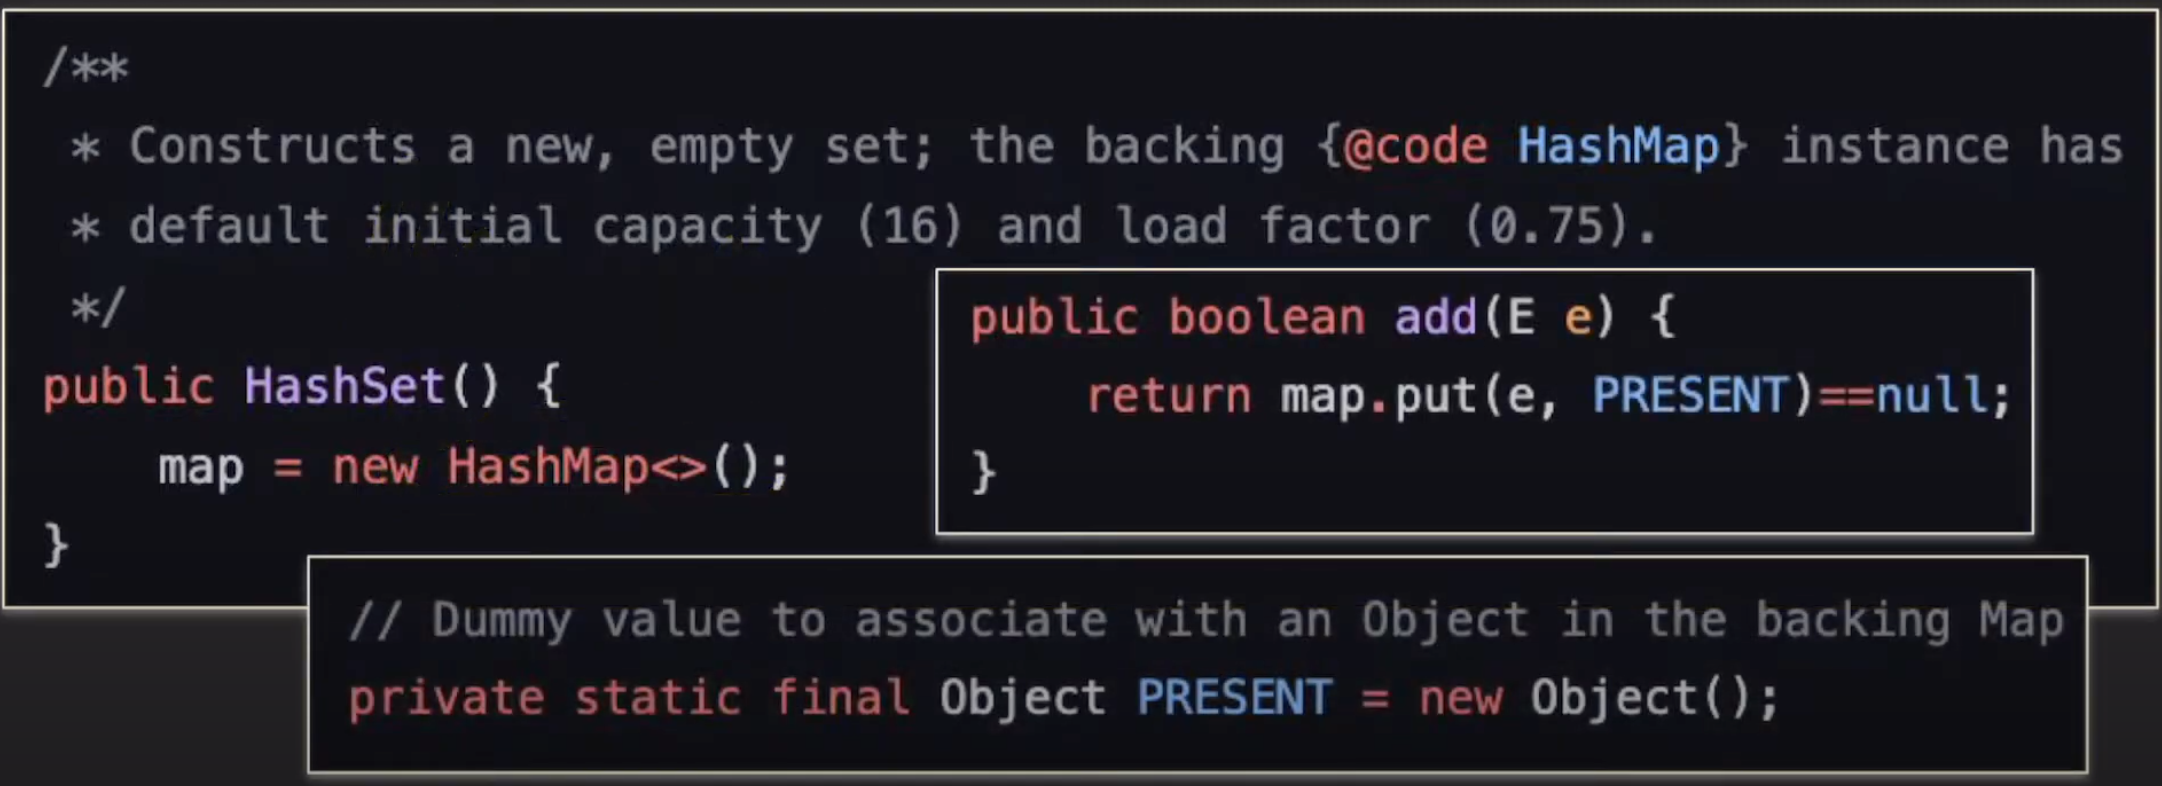 /**
 * Constructs a new, empty set; the backing {@code HashMap} instance has
 * default initial capacity (16) and load factor (0.75).
 */
public HashSet() {
    map = new HashMap<>();
}
public boolean add(E e) {
    return map.put(e, PRESENT)==null;
}
// Dummy value to associate with an Object in the backing Map
private static final Object PRESENT = new Object();